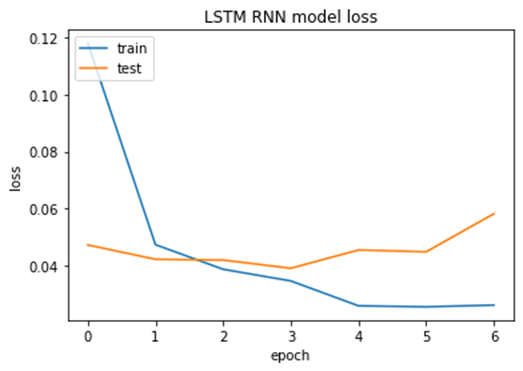 LSTM RNN model loss
train
test
0.12
0.10
0.08
0.06
0.04
loss
0 1 2 3 4 5 6
epoch